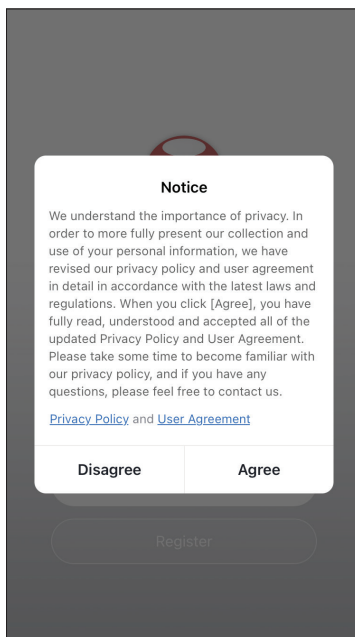 Notice
We understand the importance of privacy. In
order to more fully present our collection and
use of your personal information, we have
revised our privacy policy and user agreement
in detail in accordance with the latest laws and
regulations. When you click [Agree], you have
fully read, understood and accepted all of the
updated Privacy Policy and User Agreement.
Please take some time to become familiar with
our privacy policy, and if you have any
questions, please feel free to contact us.
Privacy Policy and User Agreement
Disagree Agree
Register